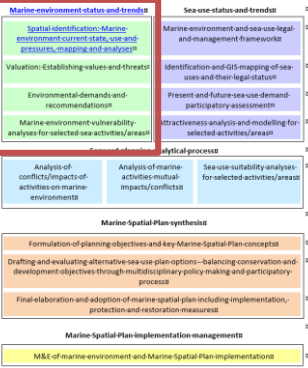 Marine-environment-status-and-trends¤
Sea-use-status-and-trends¤
Spatial-identification:-Marine-
environment-current-state,-use-and
pressures,-mapping-and-analyses¤
Marine-environment-and-sea-use-legal-
and-management-framework¤
Valuation:-Establishing-values-and-threats¤
Identification-and-GIS-mapping-of-sea-
uses-and-their-legal-status¤
Environmental-demands-and-
recommendations¤
Present-and-future-sea-use-demand-
participatory-assessment¤
Marine-environment-vulnerability-
analyses-for-selected-sea-activities/areas¤
Attractiveness-analysis-and-modelling-for-
selected-activities/areas¤
analytical-process¤
Analysis-of-
conflicts/impacts-of-
activities-on-marine-
environment¤
Analysis-of-marine-
activities-mutual-
impacts/conflicts¤
Sea-use-suitability-analyses-
for-selected-activities/areas¤
Marine-Spatial-Plan-synthesis¤
Formulation-of-planning-objectives-and-key-Marine-Spatial-Plan-concepts¤
Drafting-and-evaluating-alternative-sea-use-plan-options-–-balancing-conservation-and-
development-objectives-through-multidisciplinary-policy-making-and-participatory-
process¤
Final-elaboration-and-adoption-of-marine-spatial-plan-including-implementation,-
protection-and-restoration-measures¤
Marine-Spatial-Plan-implementation-management¤
M&E-of-marine-environment-and-Marine-Spatial-Plan-implementation¤